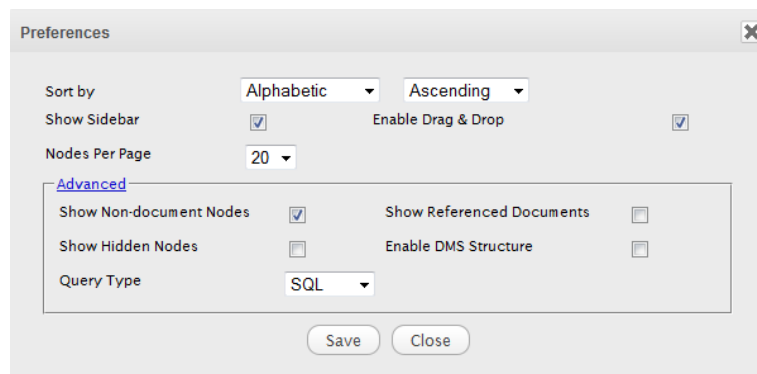 Preferences
Sort by Alphabetic Ascending
Show Sidebar Enable Drag & Drop
Nodes Per Page 20
Advanced
Show Non-document Nodes Show Referenced Documents
Show Hidden Nodes Enable DMS Structure
Query Type SQL
Save Close